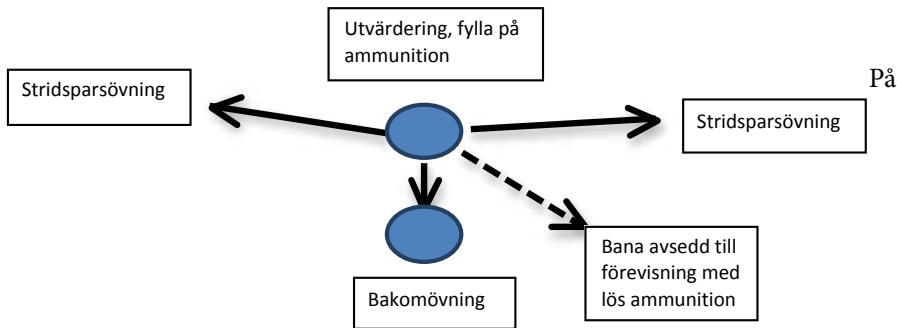 Utvärdering, fylla på
ammunition
Stridsparsövning
På
Stridsparsövning
Bana avsedd till
förevisning med
lös ammunition
Bakomövning